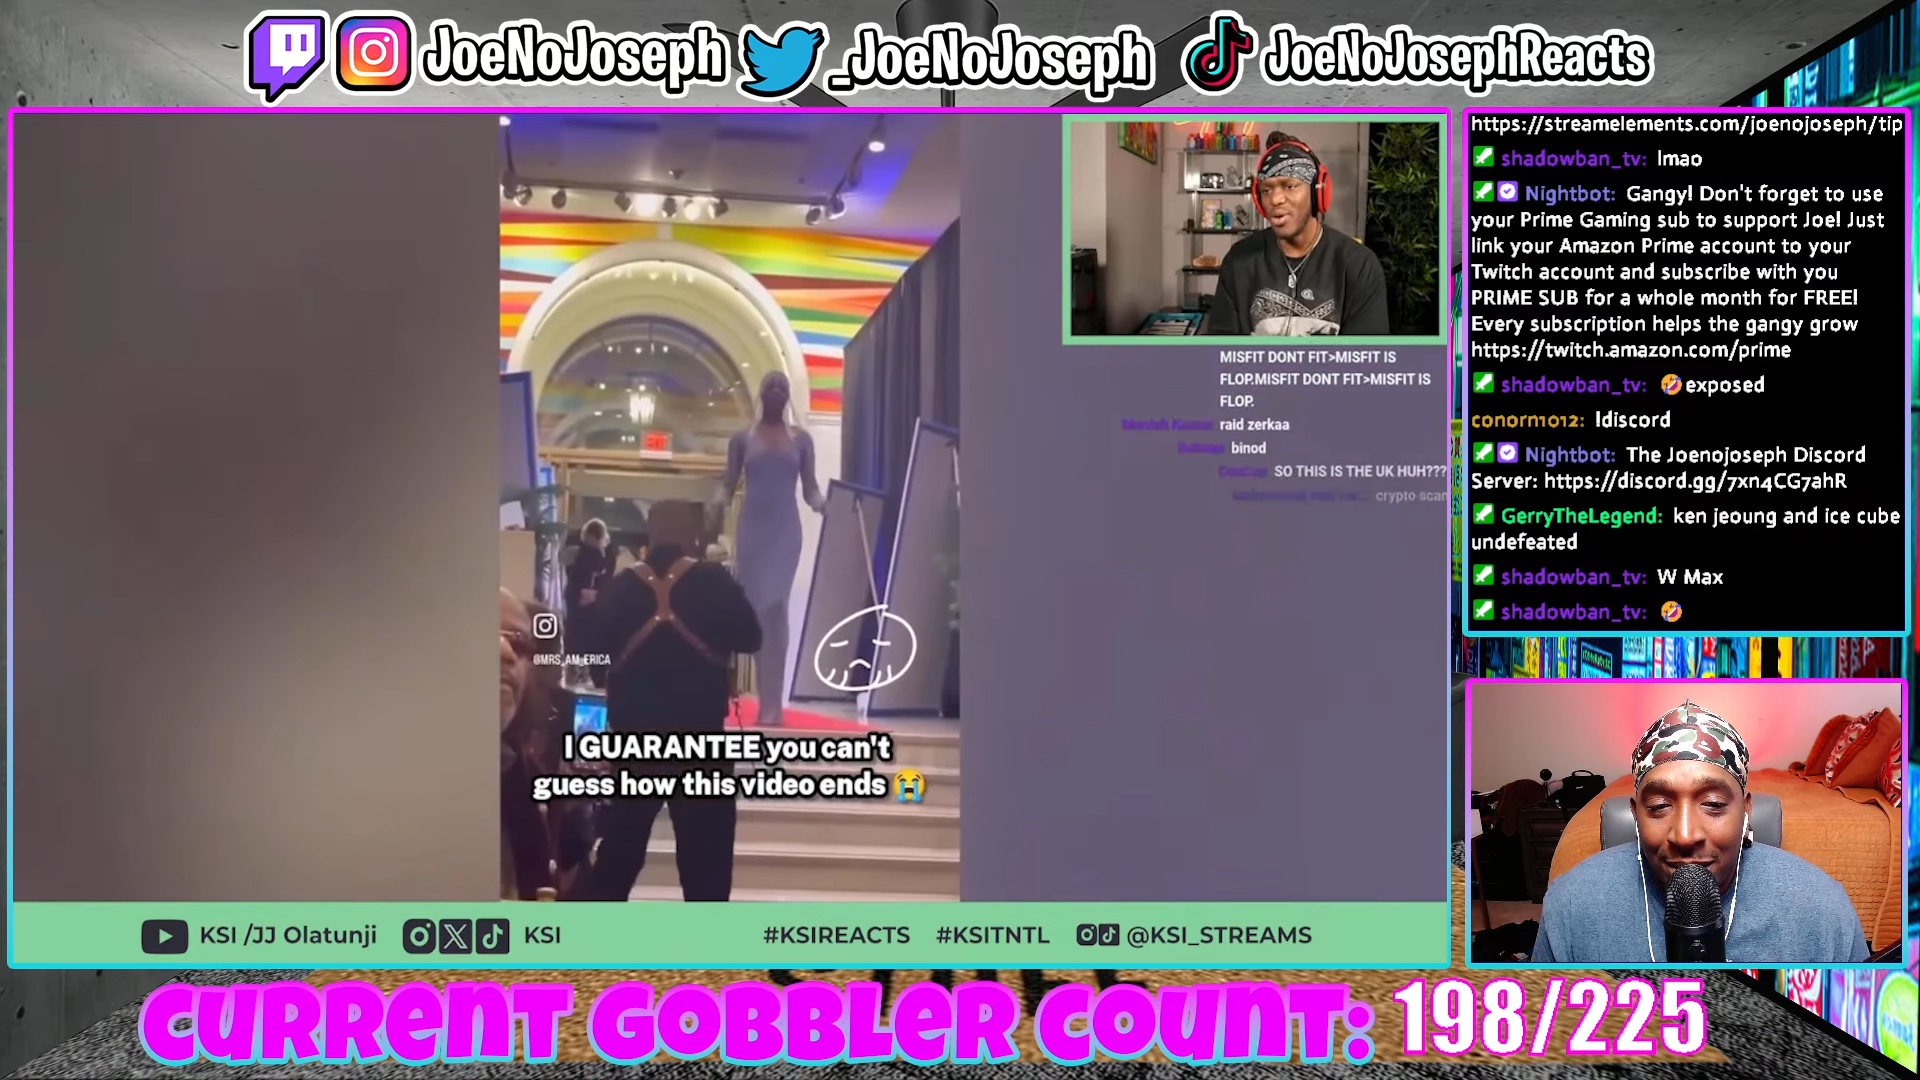 JoeNoJoseph _JoeNoJoseph JoeNoJosephReacts
https://streamelements.com/joenojoseph/tip
shadowban_tv: lmao
Nightbot: Gangy! Don't forget to use
your Prime Gaming sub to support Joe! Just
link your Amazon Prime account to your
Twitch account and subscribe with you
PRIME SUB for a whole month for FREE!
Every subscription helps the gangy grow
https://twitch.amazon.com/prime
shadowban_tv: 🤣exposed
conorn1012: !discord
Nightbot: The Joenojoseph Discord
Server: https://discord.gg/7xn4CG7ahR
GerryTheLegend: ken jeoung and ice cube
undefeated
shadowban_tv: W Max
shadowban_tv: 🤣
MISFIT DONT FIT>MISFIT IS
FLOP.MISFIT DONT FIT>MISFIT IS
FLOP.
raid zerkaa
binod
SO THIS IS THE UK HUH???
crypto scam
EXIT
@MRS_AM_ERICA
I GUARANTEE you can't
guess how this video ends 😭
KSI /JJ Olatunji KSI #KSIREACTS #KSITNTL @KSI_STREAMS
CURRENT GOBBLER COUNT: 198/225